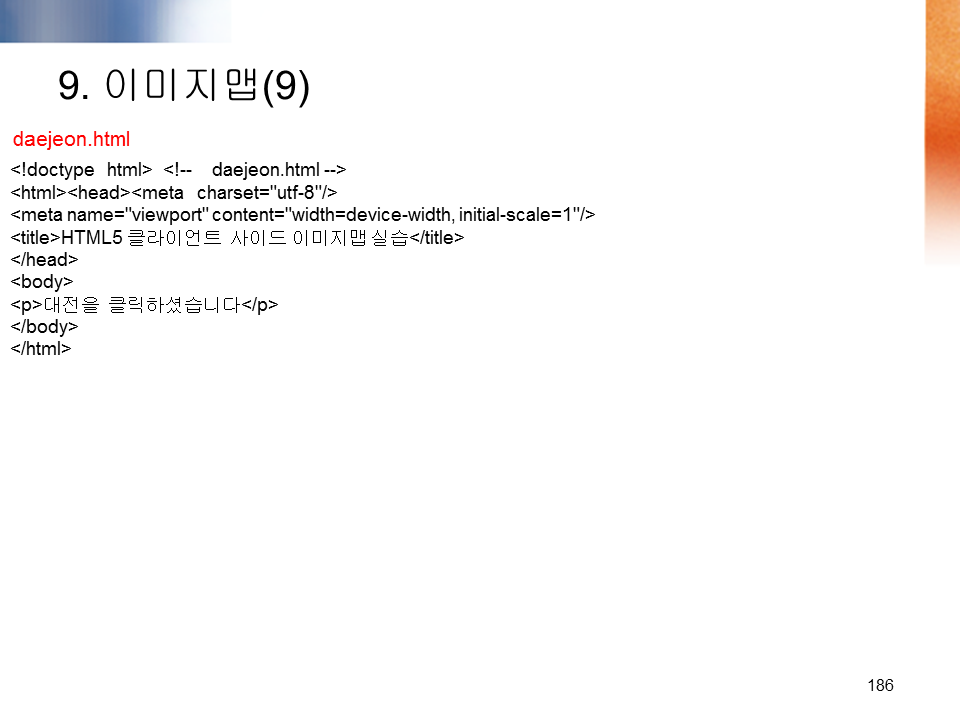 9. 이미지맵(9)
daejeon.html
<!doctype html> <!-- daejeon.html -->
<html><head><meta charset="utf-8"/>
<meta name="viewport" content="width=device-width, initial-scale=1"/>
<title>HTML5 클라이언트 사이드 이미지맵 실습</title>
</head>
<body>
<p>대전을 클릭하셨습니다</p>
</body>
</html>
186